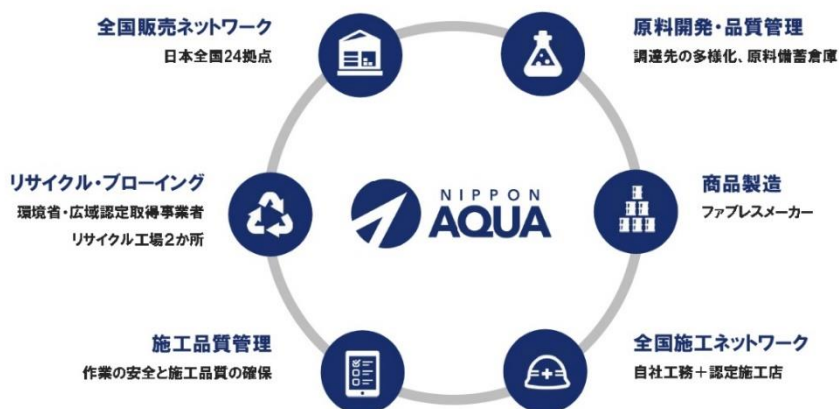 全国販売ネットワーク
日本全国24拠点
原料開発・品質管理
調達先の多様化、原料備蓄倉庫
リサイクル・ブローイング
環境省・広域認定取得事業者
リサイクル工場2か所
NIPPON
AQUA
商品製造
ファブレスメーカー
施工品質管理
作業の安全と施工品質の確保
全国施工ネットワーク
自社工務＋認定施工店